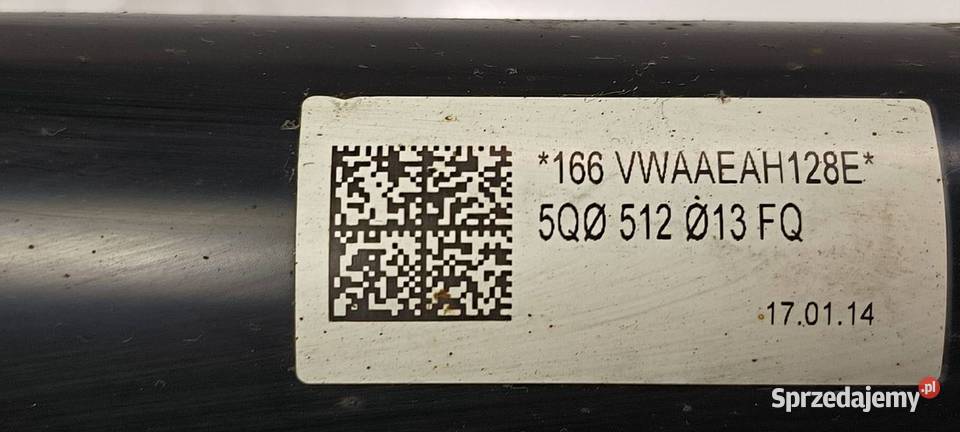 *166 VWAAEAH128E*
5QØ 512 Ø13 FQ
17.01.14
Sprzedajemy.pl